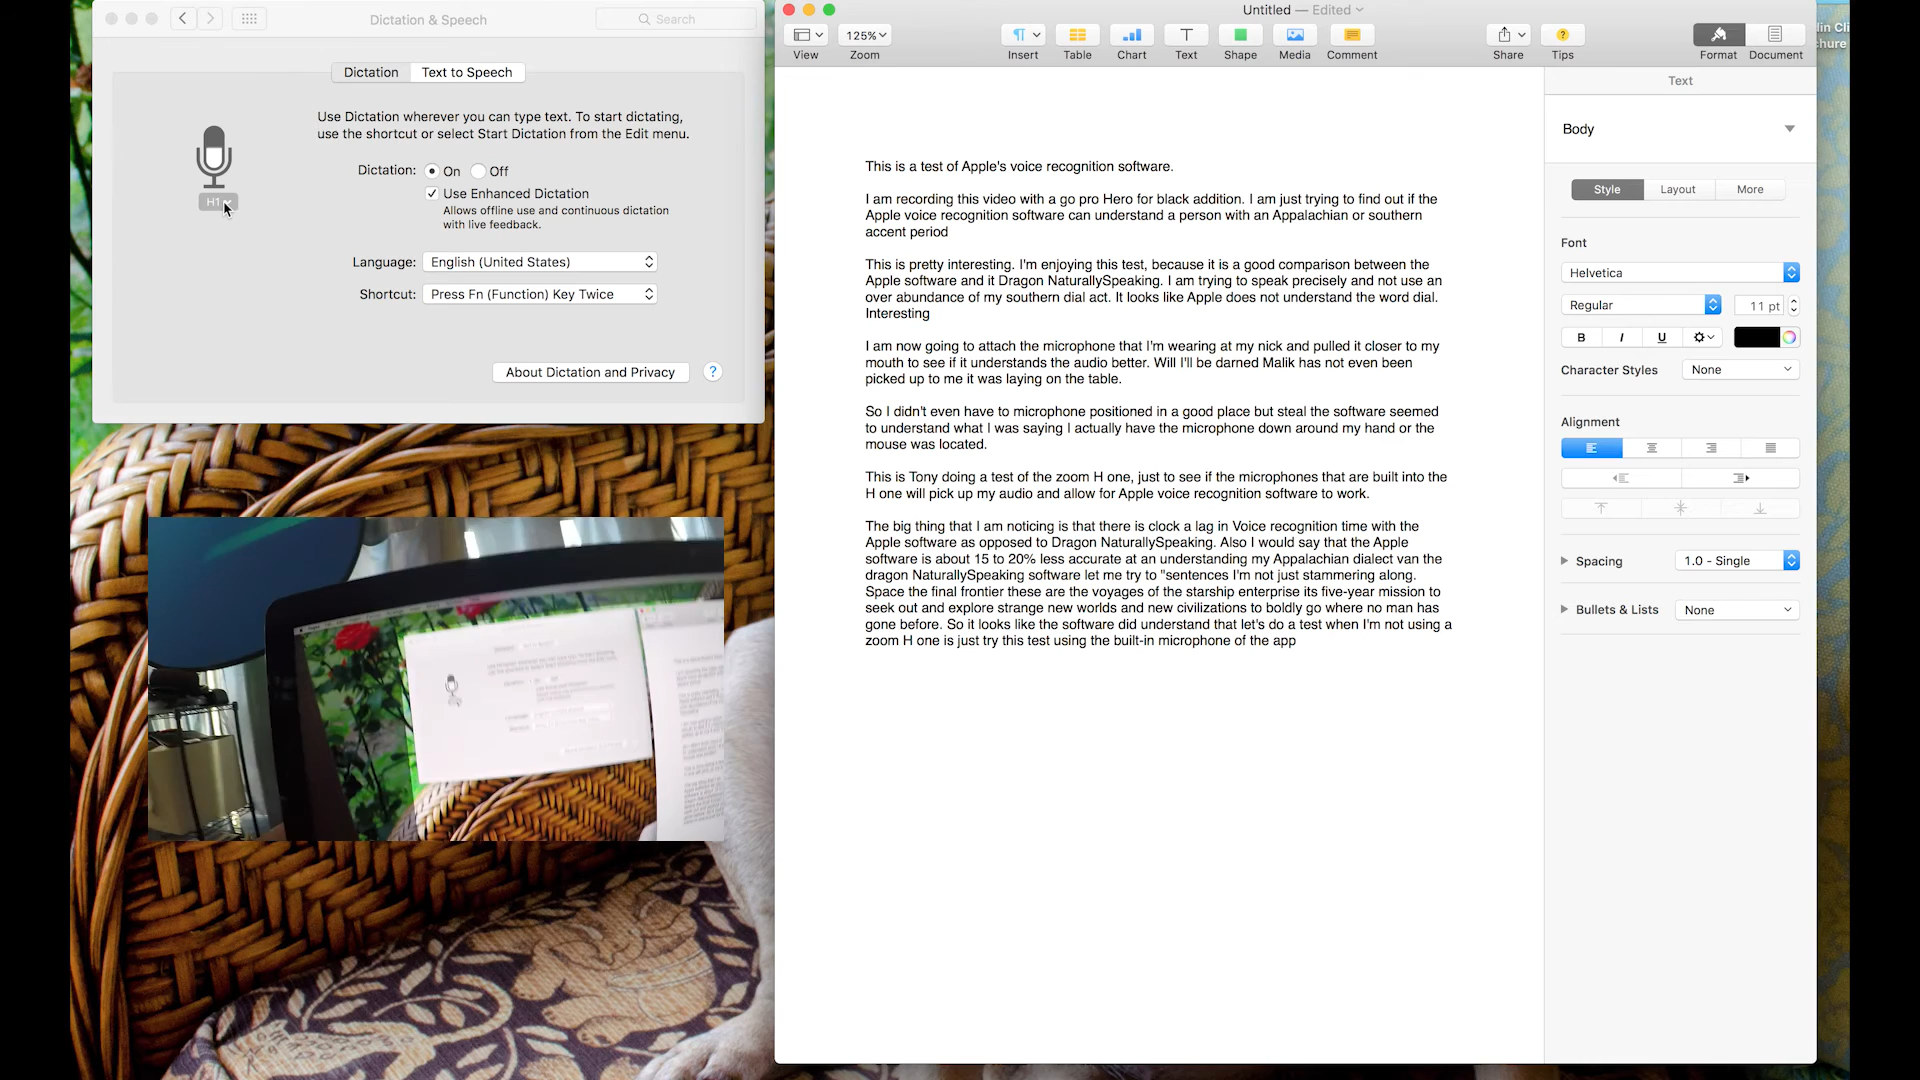 Dictation & Speech
Search
Dictation
Text to Speech
Use Dictation wherever you can type text. To start dictating,
use the shortcut or select Start Dictation from the Edit menu.
Dictation: On Off
Use Enhanced Dictation
Allows offline use and continuous dictation
with live feedback.
H1
Language: English (United States)
Shortcut: Press Fn (Function) Key Twice
About Dictation and Privacy ?
Untitled — Edited
125%
View Zoom Insert Table Chart Text Shape Media Comment Share Tips Format Document
lin Cli
hure
This is a test of Apple's voice recognition software.
I am recording this video with a go pro Hero for black addition. I am just trying to find out if the
Apple voice recognition software can understand a person with an Appalachian or southern
accent period
This is pretty interesting. I'm enjoying this test, because it is a good comparison between the
Apple software and it Dragon NaturallySpeaking. I am trying to speak precisely and not use an
over abundance of my southern dial act. It looks like Apple does not understand the word dial.
Interesting
I am now going to attach the microphone that I'm wearing at my nick and pulled it closer to my
mouth to see if it understands the audio better. Will I'll be darned Malik has not even been
picked up to me it was laying on the table.
So I didn't even have to microphone positioned in a good place but steal the software seemed
to understand what I was saying I actually have the microphone down around my hand or the
mouse was located.
This is Tony doing a test of the zoom H one, just to see if the microphones that are built into the
H one will pick up my audio and allow for Apple voice recognition software to work.
The big thing that I am noticing is that there is clock a lag in Voice recognition time with the
Apple software as opposed to Dragon NaturallySpeaking. Also I would say that the Apple
software is about 15 to 20% less accurate at an understanding my Appalachian dialect van the
dragon NaturallySpeaking software let me try to "sentences I'm not just stammering along.
Space the final frontier these are the voyages of the starship enterprise its five-year mission to
seek out and explore strange new worlds and new civilizations to boldly go where no man has
gone before. So it looks like the software did understand that let's do a test when I'm not using a
zoom H one is just try this test using the built-in microphone of the app
Text
Body
Style Layout More
Font
Helvetica
Regular 11 pt
B I U
Character Styles None
Alignment
Spacing 1.0 - Single
Bullets & Lists None